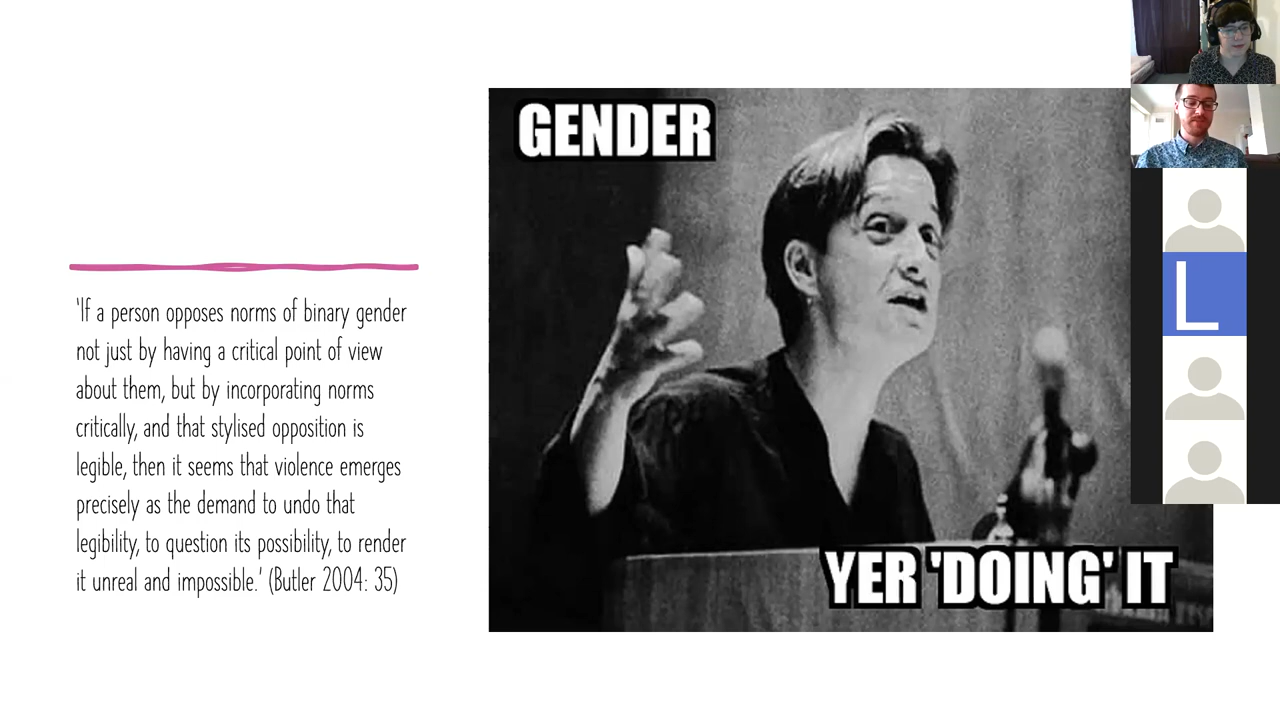 'If a person opposes norms of binary gender
not just by having a critical point of view
about them, but by incorporating norms
critically, and that stylised opposition is
legible, then it seems that violence emerges
precisely as the demand to undo that
legibility, to question its possibility, to render
it unreal and impossible.' (Butler 2004: 35)
GENDER
YER 'DOING' IT
L